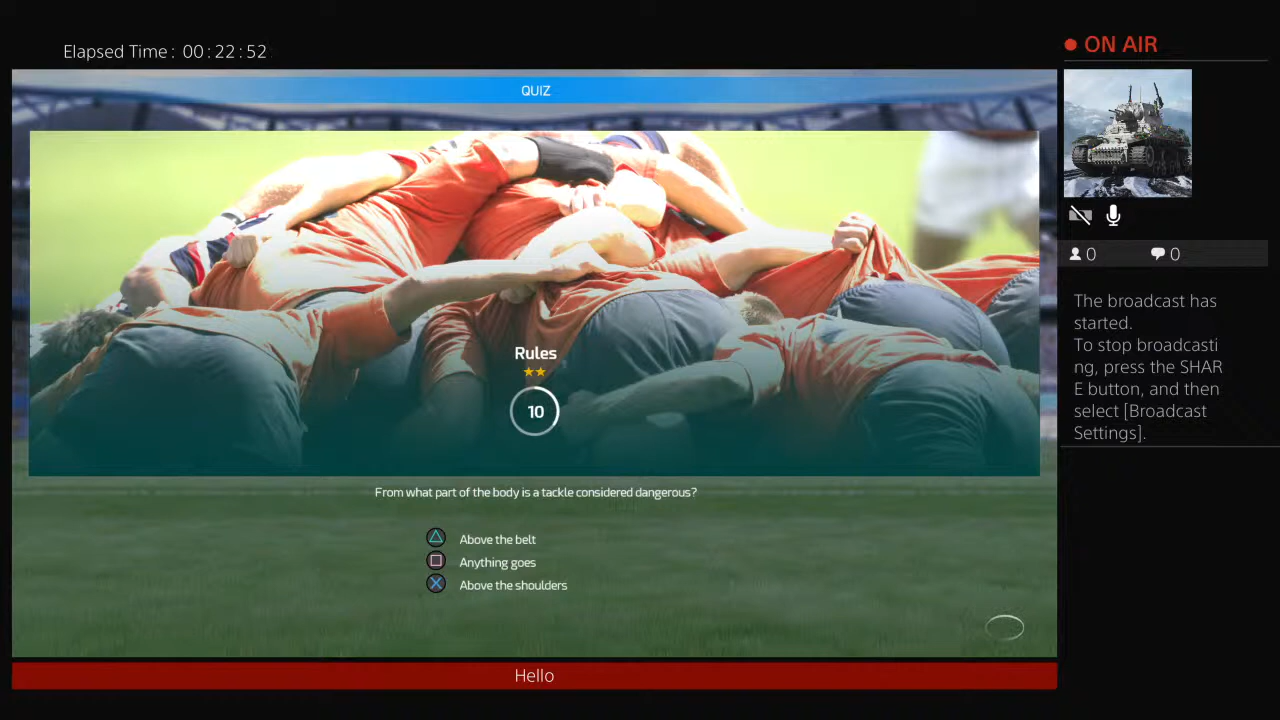 Elapsed Time: 00:22:52
ON AIR
QUIZ
0 0
The broadcast has
started.
To stop broadcasti
ng, press the SHAR
E button, and then
select [Broadcast
Settings].
Rules
10
From what part of the body is a tackle considered dangerous?
Above the belt
Anything goes
Above the shoulders
Hello